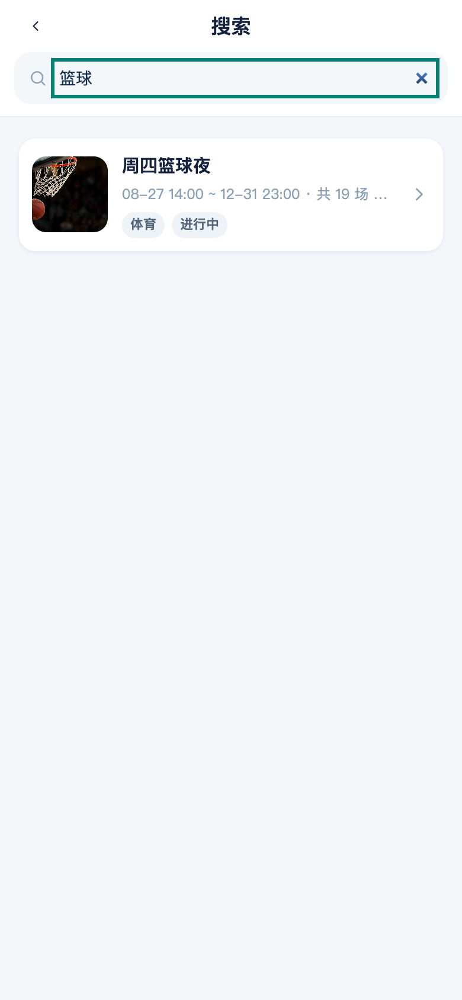 搜索
篮球
周四篮球夜
08-27 14:00 ~ 12-31 23:00 · 共 19 场 ...
体育 进行中